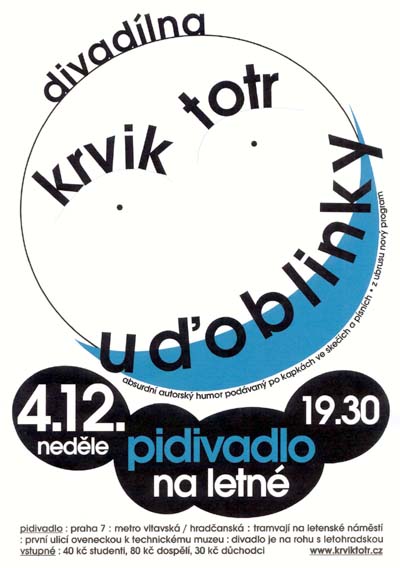 divadílna
krvik totr
uďoblinky
absurdní autorský humor podávaný po kapkách ve skečích a písních • z ubrusu nový program
4.12.
neděle
19.30
pidivadlo
na letné
pidivadlo : praha 7 : metro vltavská / hradčanská : tramvají na letenské náměstí
: první ulicí oveneckou k technickému muzeu : divadlo je na rohu s letohradskou
vstupné : 40 kč studenti, 80 kč dospělí, 30 kč důchodci www.krviktotr.cz